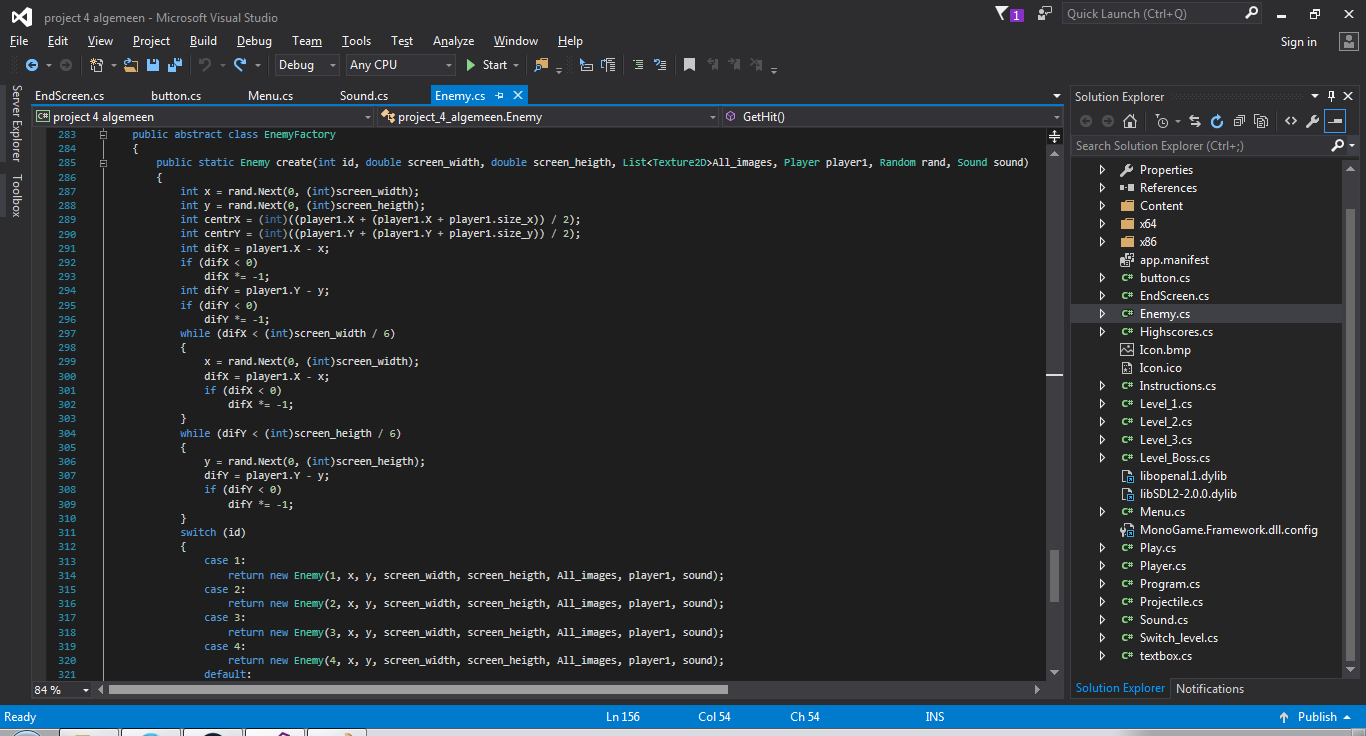 project 4 algemeen - Microsoft Visual Studio
1
Quick Launch (Ctrl+Q)
File Edit View Project Build Debug Team Tools Test Analyze Window Help
Sign in
Debug Any CPU Start
Server Explorer
Toolbox
EndScreen.cs button.cs Menu.cs Sound.cs Enemy.cs
C# project 4 algemeen project_4_algemeen.Enemy GetHit()
283 public abstract class EnemyFactory
284 {
285 public static Enemy create(int id, double screen_width, double screen_heigth, List<Texture2D>All_images, Player player1, Random rand, Sound sound)
286 {
287 int x = rand.Next(0, (int)screen_width);
288 int y = rand.Next(0, (int)screen_heigth);
289 int centrX = (int)((player1.X + (player1.X + player1.size_x)) / 2);
290 int centrY = (int)((player1.Y + (player1.Y + player1.size_y)) / 2);
291 int difX = player1.X - x;
292 if (difX < 0)
293 difX *= -1;
294 int difY = player1.Y - y;
295 if (difY < 0)
296 difY *= -1;
297 while (difX < (int)screen_width / 6)
298 {
299 x = rand.Next(0, (int)screen_width);
300 difX = player1.X - x;
301 if (difX < 0)
302 difX *= -1;
303 }
304 while (difY < (int)screen_heigth / 6)
305 {
306 y = rand.Next(0, (int)screen_heigth);
307 difY = player1.Y - y;
308 if (difY < 0)
309 difY *= -1;
310 }
311 switch (id)
312 {
313 case 1:
314 return new Enemy(1, x, y, screen_width, screen_heigth, All_images, player1, sound);
315 case 2:
316 return new Enemy(2, x, y, screen_width, screen_heigth, All_images, player1, sound);
317 case 3:
318 return new Enemy(3, x, y, screen_width, screen_heigth, All_images, player1, sound);
319 case 4:
320 return new Enemy(4, x, y, screen_width, screen_heigth, All_images, player1, sound);
321 default:
84 %
Solution Explorer
Search Solution Explorer (Ctrl+;)
Properties
References
Content
x64
x86
app.manifest
C# button.cs
C# EndScreen.cs
C# Enemy.cs
C# Highscores.cs
Icon.bmp
Icon.ico
C# Instructions.cs
C# Level_1.cs
C# Level_2.cs
C# Level_3.cs
C# Level_Boss.cs
libopenal.1.dylib
libSDL2-2.0.0.dylib
C# Menu.cs
MonoGame.Framework.dll.config
C# Play.cs
C# Player.cs
C# Program.cs
C# Projectile.cs
C# Sound.cs
C# Switch_level.cs
C# textbox.cs
Solution Explorer Notifications
Ready Ln 156 Col 54 Ch 54 INS Publish